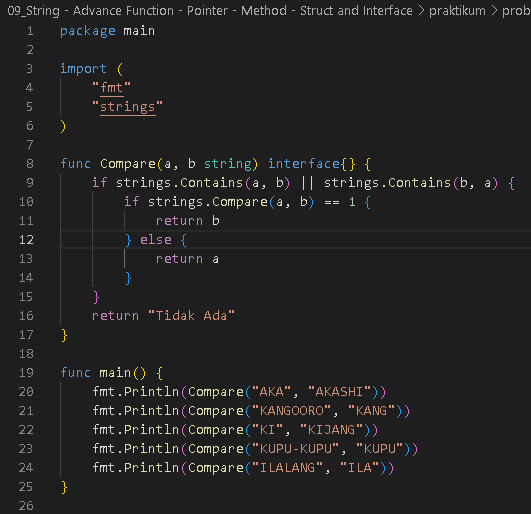 09_String - Advance Function - Pointer - Method - Struct and Interface > praktikum > prob
1 package main
2
3 import (
4 "fmt"
5 "strings"
6 )
7
8 func Compare(a, b string) interface{} {
9 if strings.Contains(a, b) || strings.Contains(b, a) {
10 if strings.Compare(a, b) == 1 {
11 return b
12 } else {
13 return a
14 }
15 }
16 return "Tidak Ada"
17 }
18
19 func main() {
20 fmt.Println(Compare("AKA", "AKASHI"))
21 fmt.Println(Compare("KANGOORO", "KANG"))
22 fmt.Println(Compare("KI", "KIJANG"))
23 fmt.Println(Compare("KUPU-KUPU", "KUPU"))
24 fmt.Println(Compare("ILALANG", "ILA"))
25 }
26